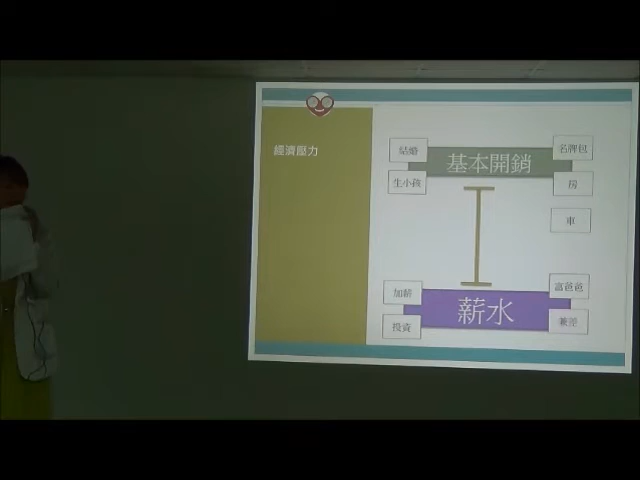 經濟壓力
結婚
名牌包
基本開銷
生小孩
房
車
加薪
富爸爸
薪水
投資
兼差